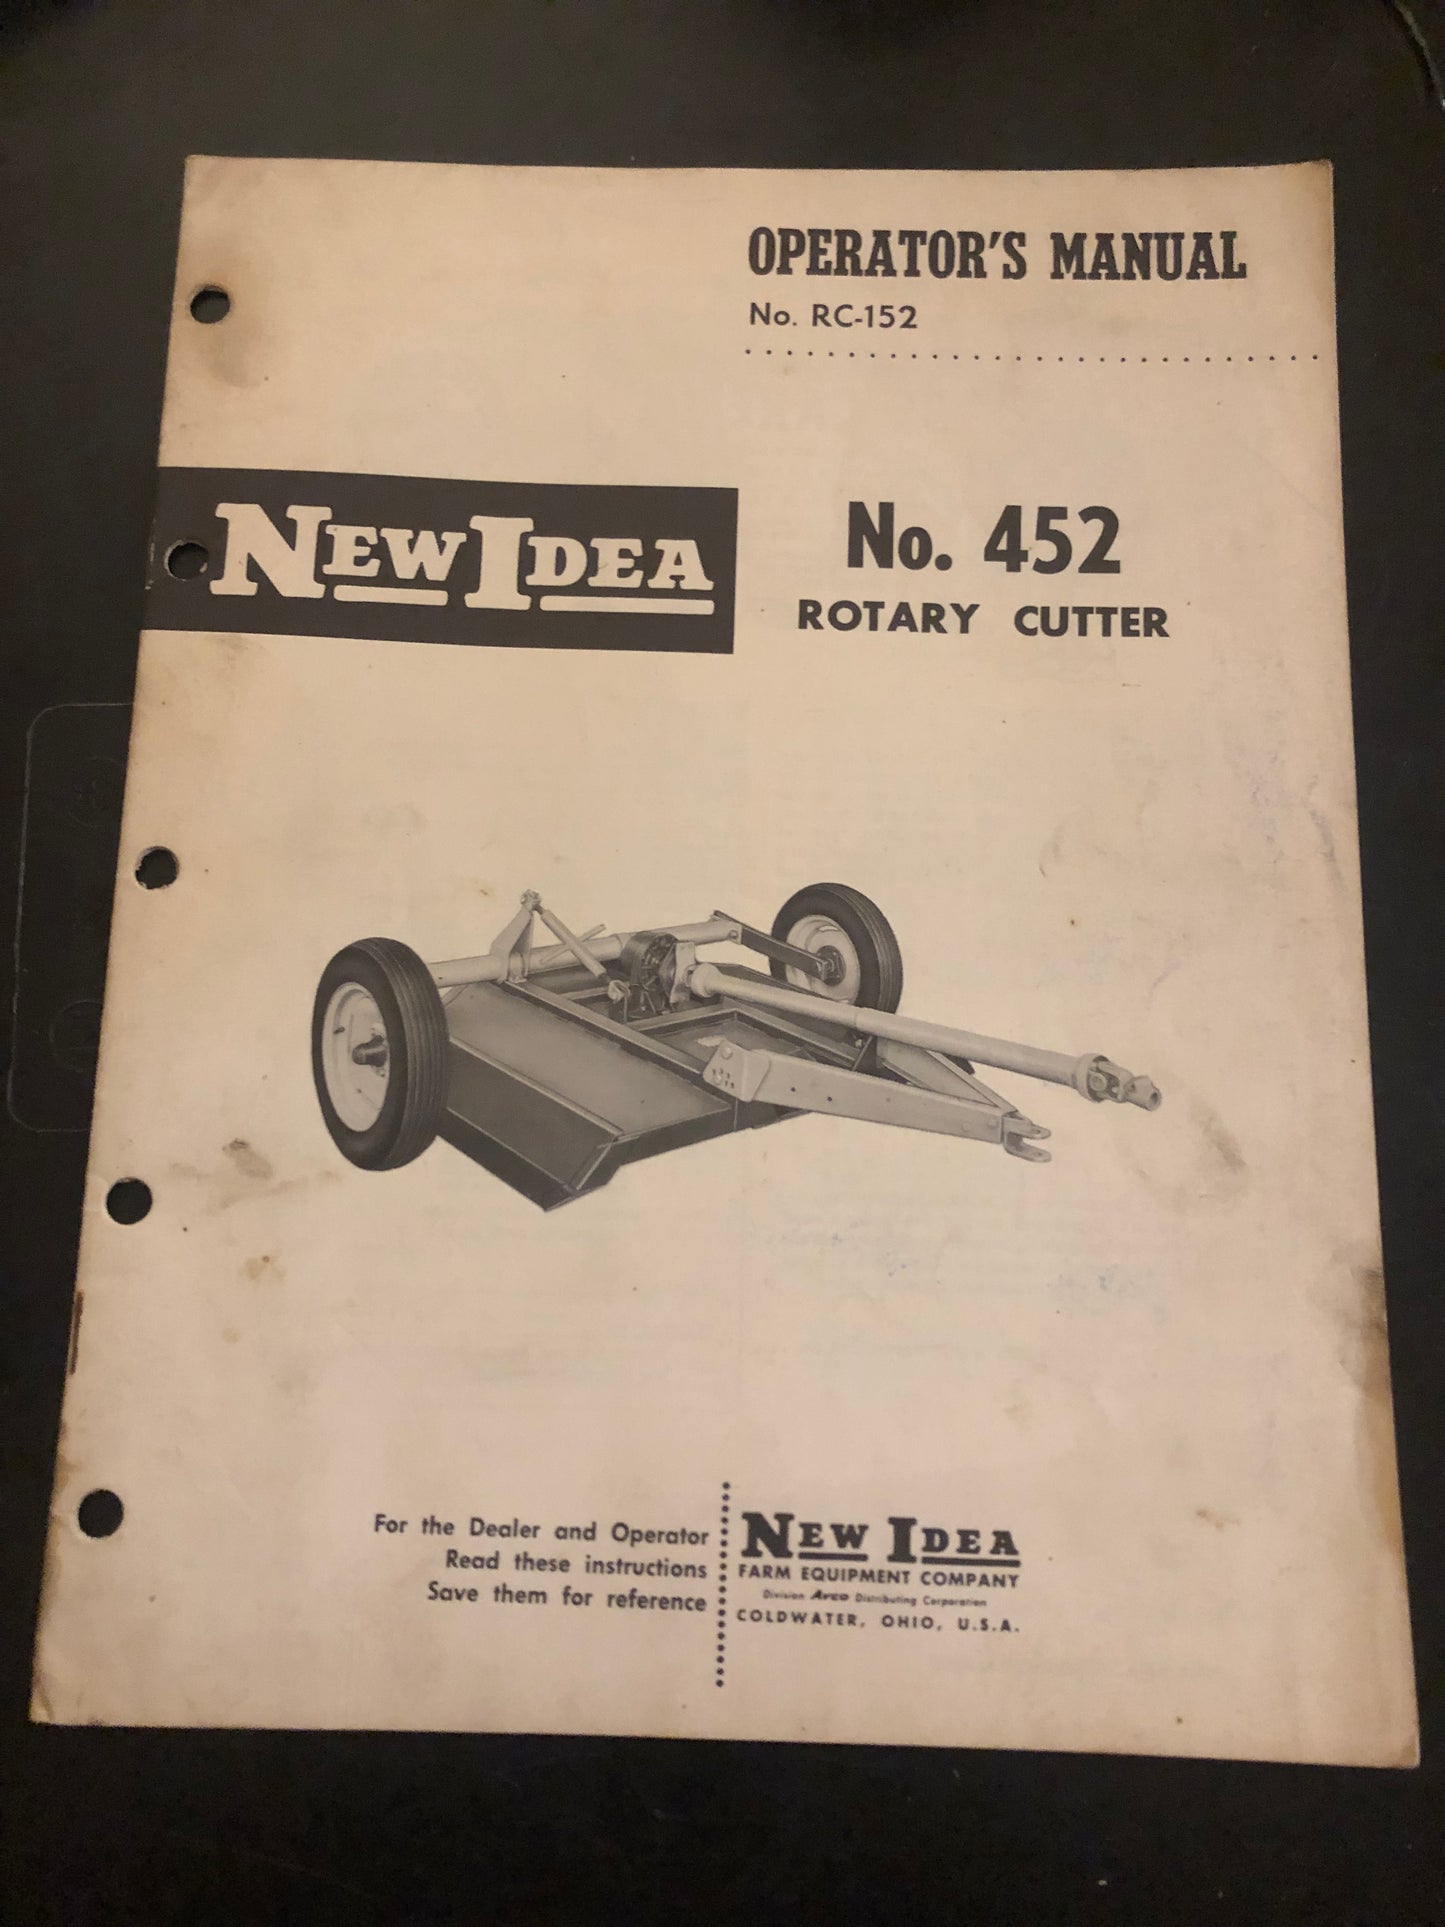 OPERATOR'S MANUAL
No. RC-152
NEW IDEA
No. 452
ROTARY CUTTER
For the Dealer and Operator
Read these instructions
Save them for reference
NEW IDEA
FARM EQUIPMENT COMPANY
Division Avco Distributing Corporation
COLDWATER, OHIO, U.S.A.